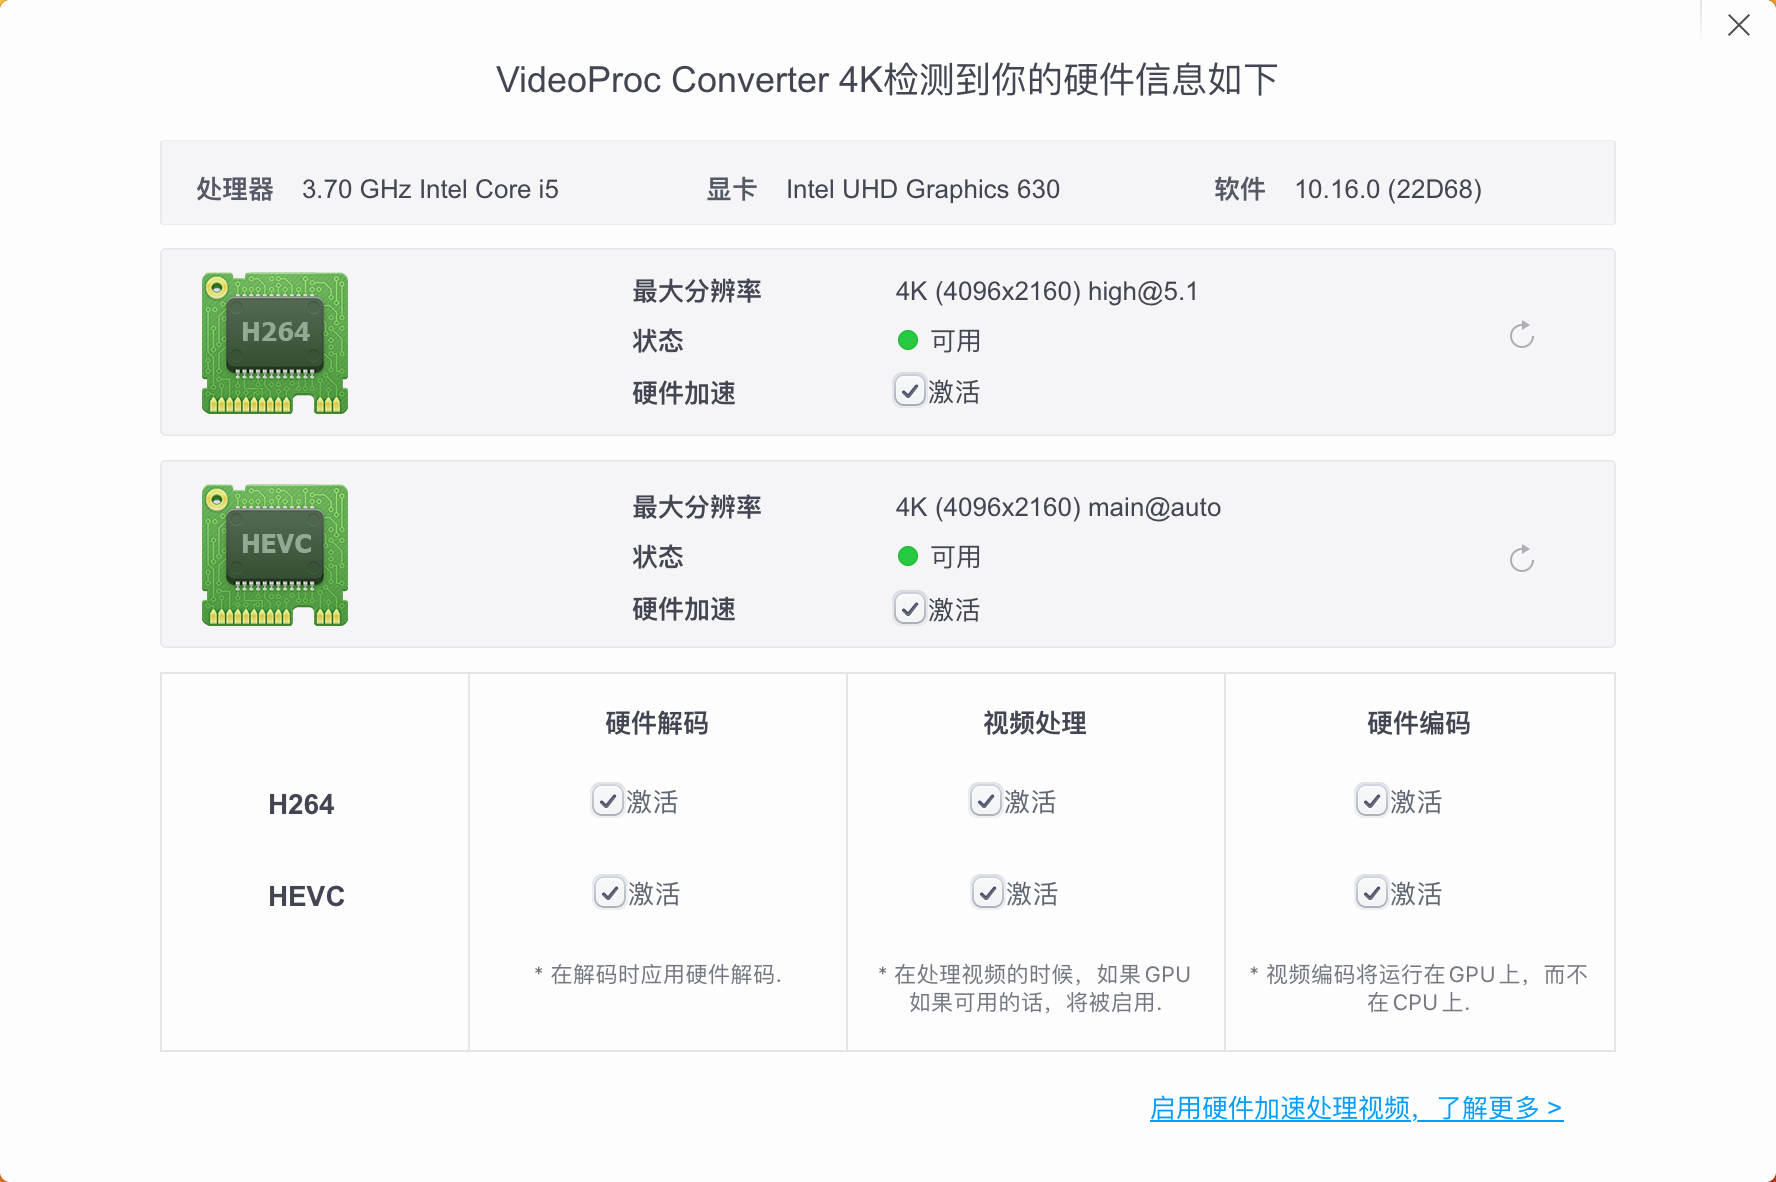 VideoProc Converter 4K检测到你的硬件信息如下
处理器 3.70 GHz Intel Core i5 显卡 Intel UHD Graphics 630 软件 10.16.0 (22D68)
H264
最大分辨率 4K (4096x2160) high@5.1
状态 可用
硬件加速 激活
HEVC
最大分辨率 4K (4096x2160) main@auto
状态 可用
硬件加速 激活
硬件解码 视频处理 硬件编码
H264 激活 激活 激活
HEVC 激活 激活 激活
* 在解码时应用硬件解码.
* 在处理视频的时候，如果GPU
如果可用的话，将被启用.
* 视频编码将运行在GPU上，而不
在CPU上.
启用硬件加速处理视频，了解更多 >